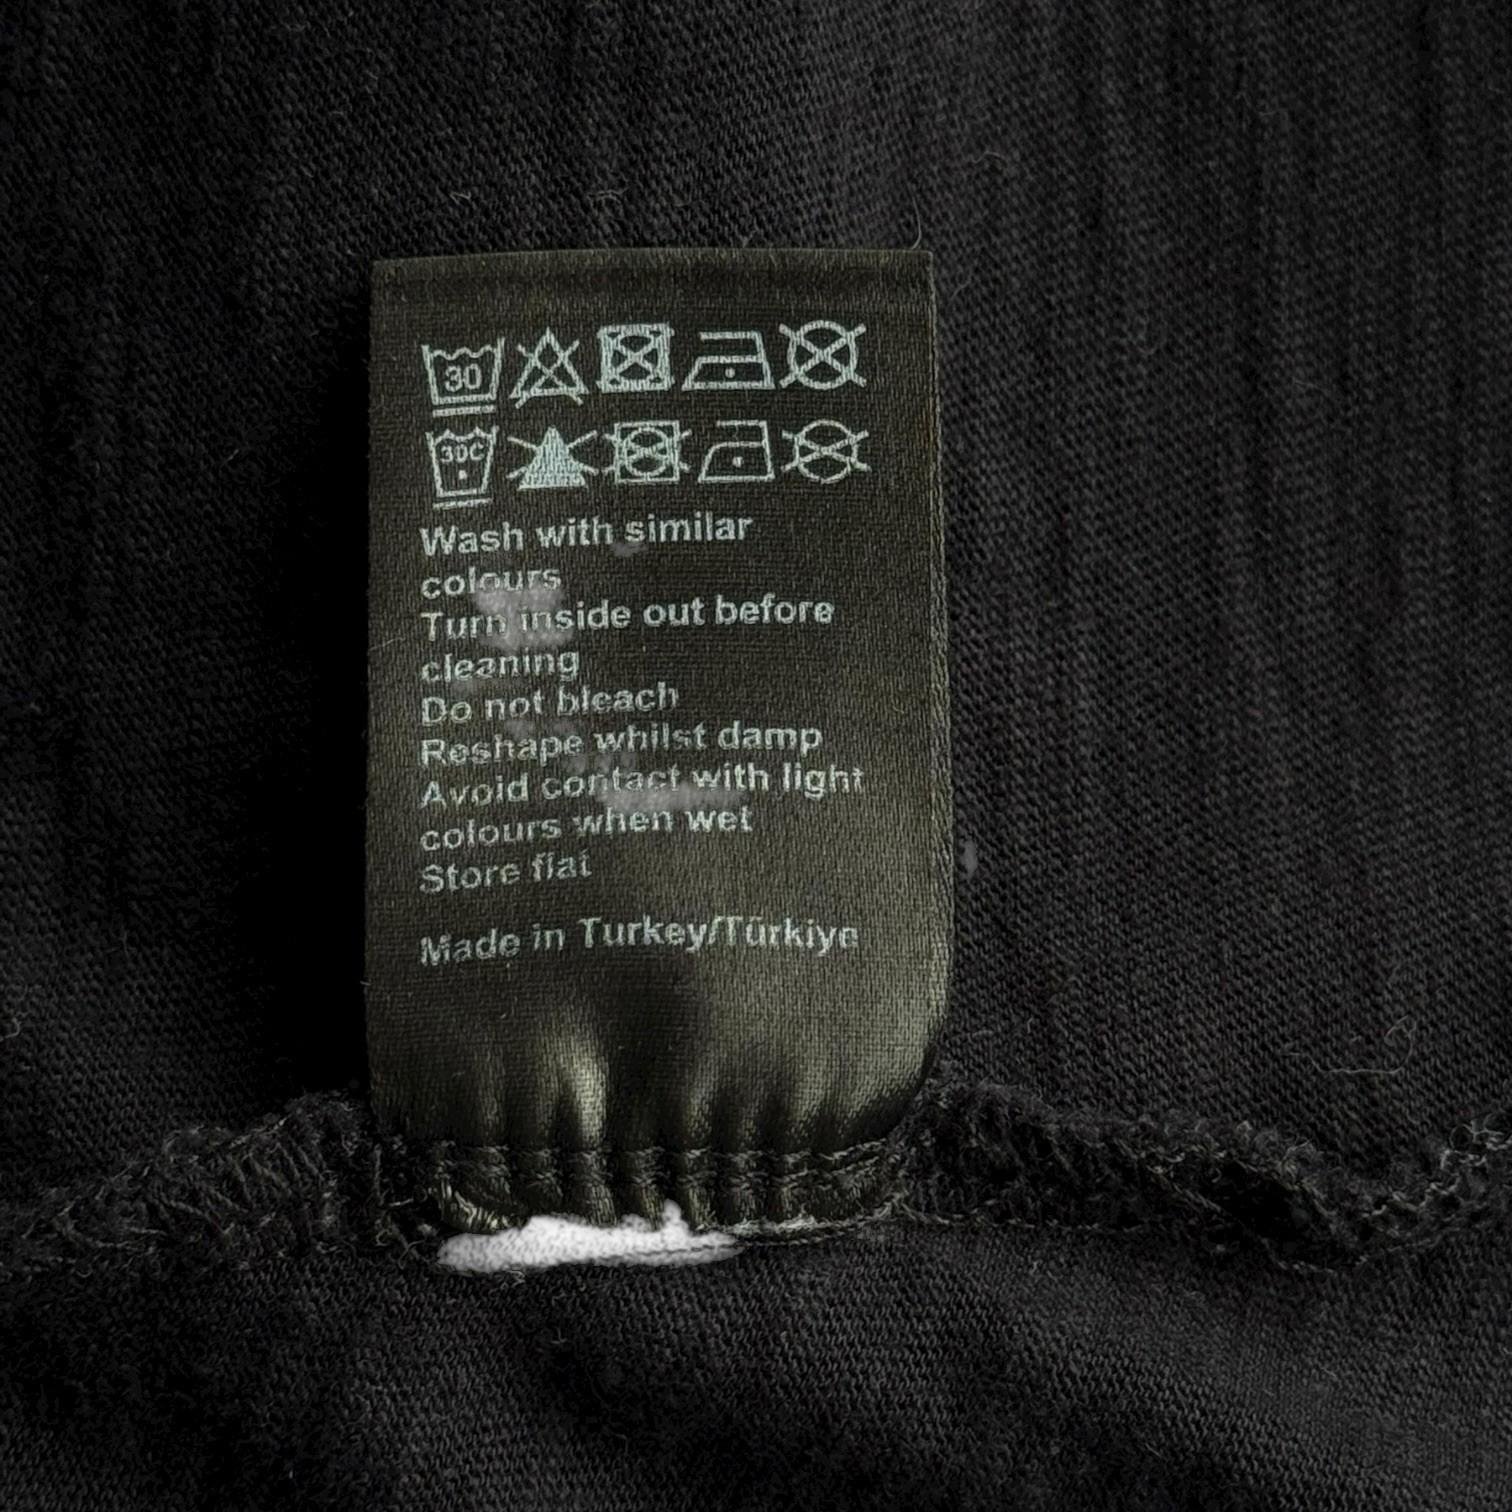 30
30C
Wash with similar
colours
Turn inside out before
cleaning
Do not bleach
Reshape whilst damp
Avoid contact with light
colours when wet
Store flat
Made in Turkey/Türkiye